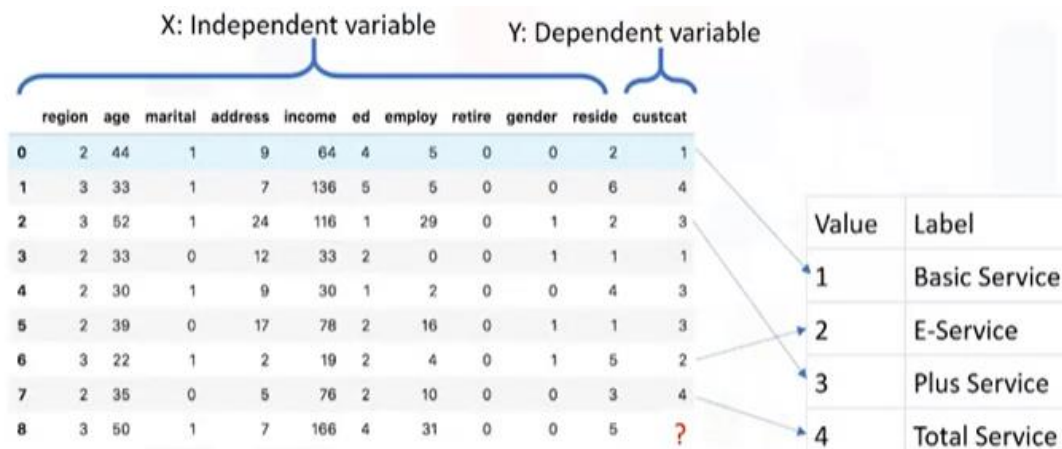 X: Independent variable
Y: Dependent variable
region age marital address income ed employ retire gender reside custcat
0 2 44 1 9 64 4 5 0 0 2 1
1 3 33 1 7 136 5 5 0 0 6 4
2 3 52 1 24 116 1 29 0 1 2 3
3 2 33 0 12 33 2 0 0 1 1 1
4 2 30 1 9 30 1 2 0 0 4 3
5 2 39 0 17 78 2 16 0 1 1 3
6 3 22 1 2 19 2 4 0 1 5 2
7 2 35 0 5 76 2 10 0 0 3 4
8 3 50 1 7 166 4 31 0 0 5 ?
Value Label
1 Basic Service
2 E-Service
3 Plus Service
4 Total Service